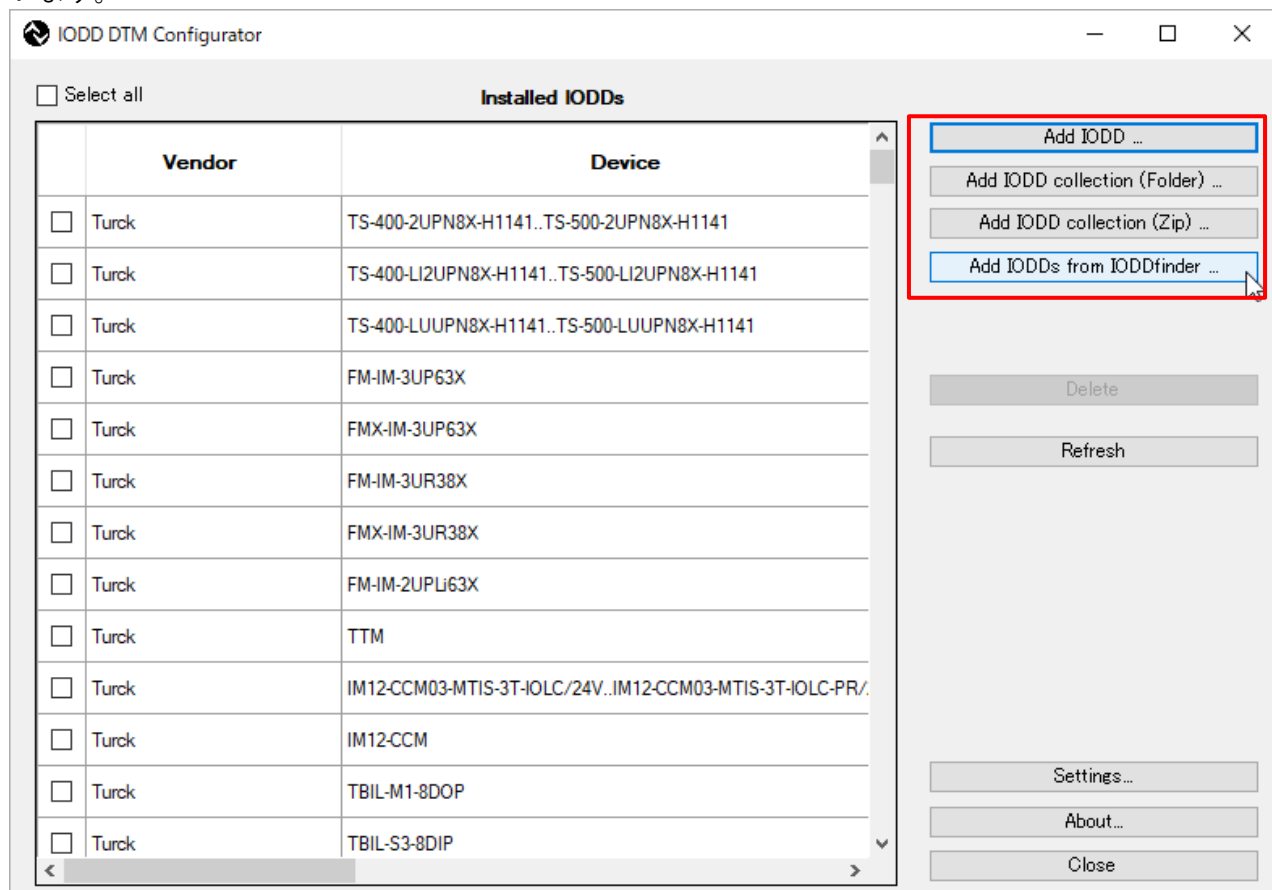 IODD DTM Configurator
Select all
Installed IODDs
Vendor Device
Turck TS-400-2UPN8X-H1141..TS-500-2UPN8X-H1141
Turck TS-400-LI2UPN8X-H1141..TS-500-LI2UPN8X-H1141
Turck TS-400-LUUPN8X-H1141..TS-500-LUUPN8X-H1141
Turck FM-IM-3UP63X
Turck FMX-IM-3UP63X
Turck FM-IM-3UR38X
Turck FMX-IM-3UR38X
Turck FM-IM-2UPLi63X
Turck TTM
Turck IM12-CCM03-MTIS-3T-IOLC/24V..IM12-CCM03-MTIS-3T-IOLC-PR/
Turck IM12-CCM
Turck TBIL-M1-8DOP
Turck TBIL-S3-8DIP
Add IODD ...
Add IODD collection (Folder) ...
Add IODD collection (Zip) ...
Add IODDs from IODDfinder ...
Delete
Refresh
Settings...
About...
Close